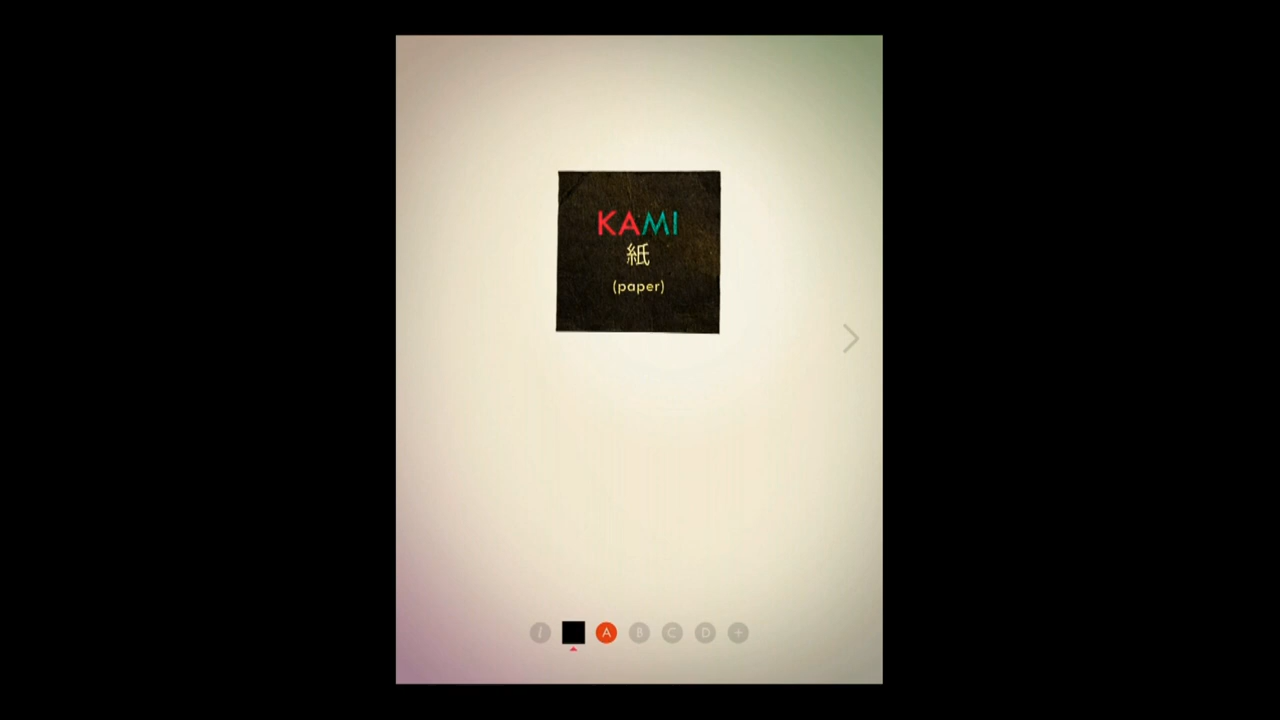 KAMI
紙
(paper)
i A B C D +